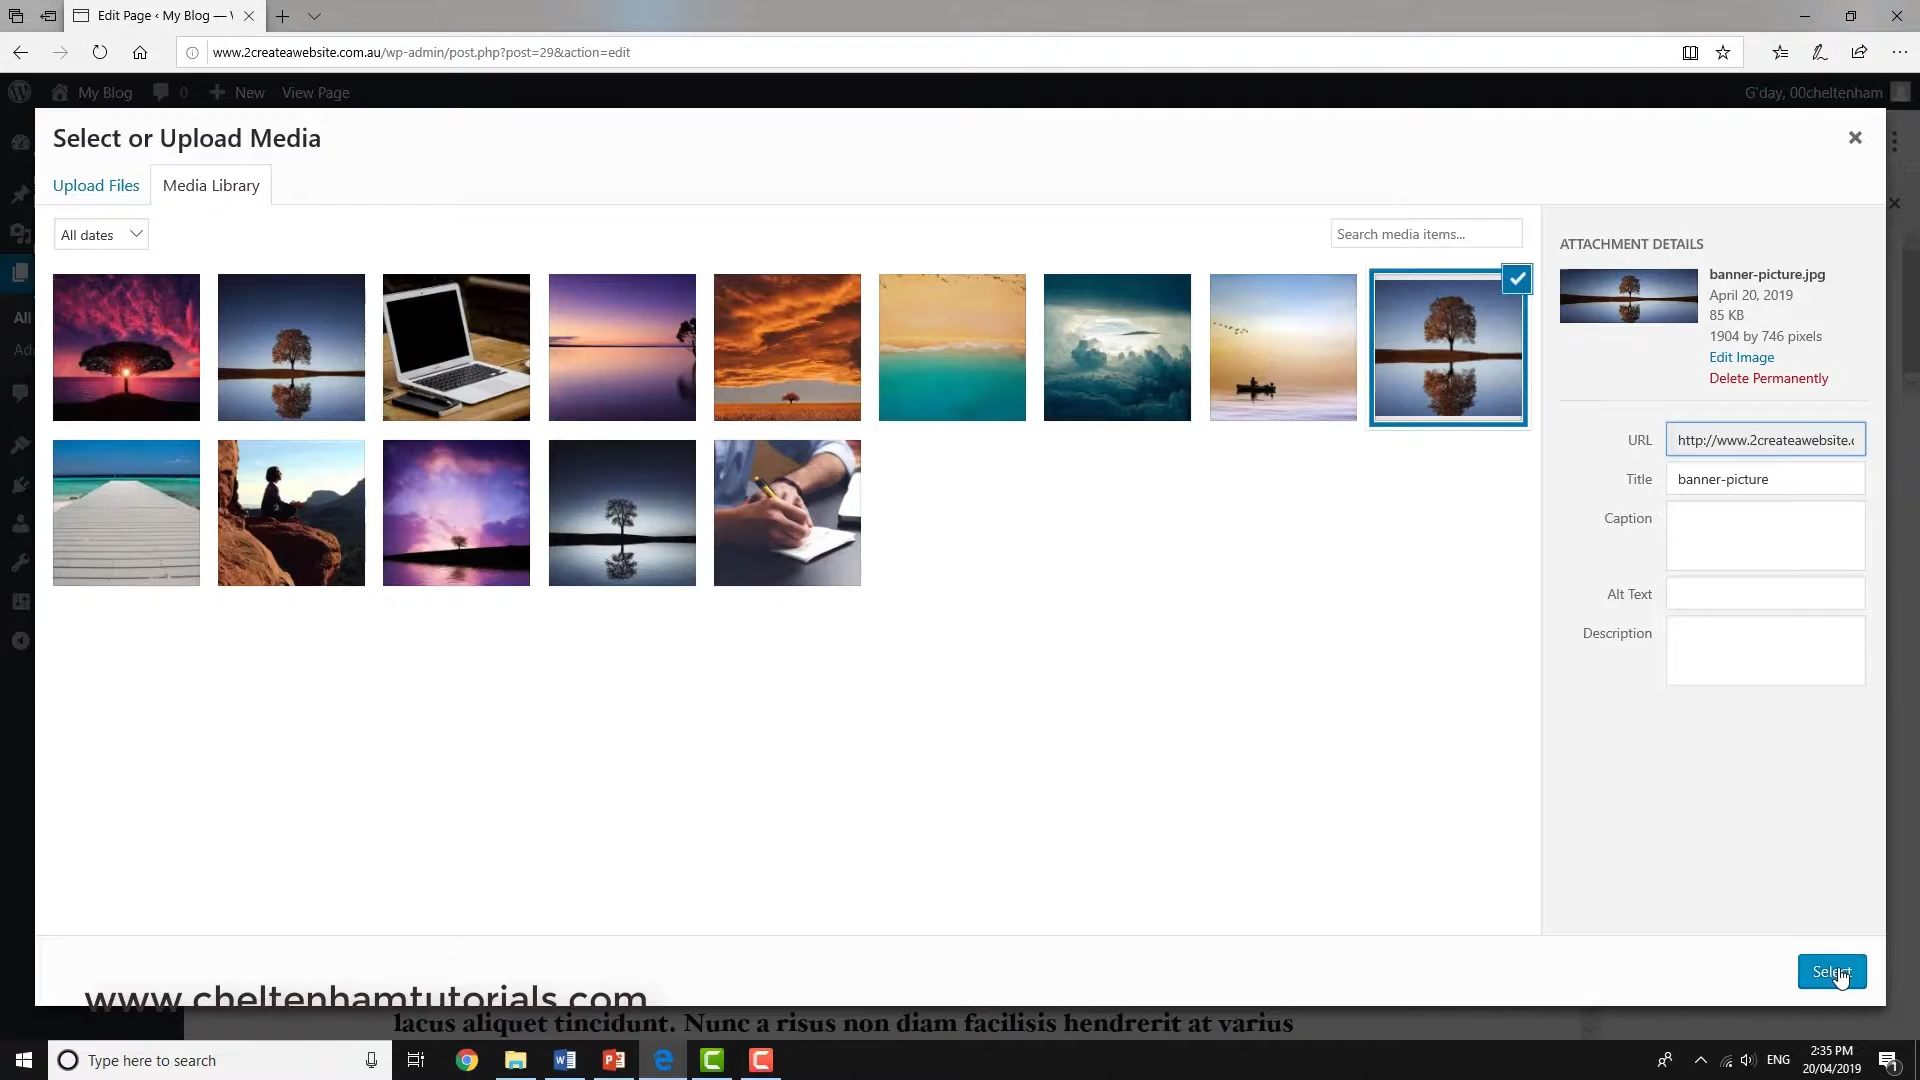 Edit Page ‹ My Blog —
www.2createawebsite.com.au/wp-admin/post.php?post=29&action=edit
My Blog
0
New
View Page
G'day, 00cheltenham
Select or Upload Media
Upload Files
Media Library
All dates
Search media items...
ATTACHMENT DETAILS
banner-picture.jpg
April 20, 2019
85 KB
1904 by 746 pixels
Edit Image
Delete Permanently
URL
http://www.2createawebsite.c
Title
banner-picture
Caption
Alt Text
Description
All
Select
www.cheltenhamtutorials.com
lacus aliquet tincidunt. Nunc a risus non diam facilisis hendrerit at varius
Type here to search
ENG
2:35 PM
20/04/2019
1